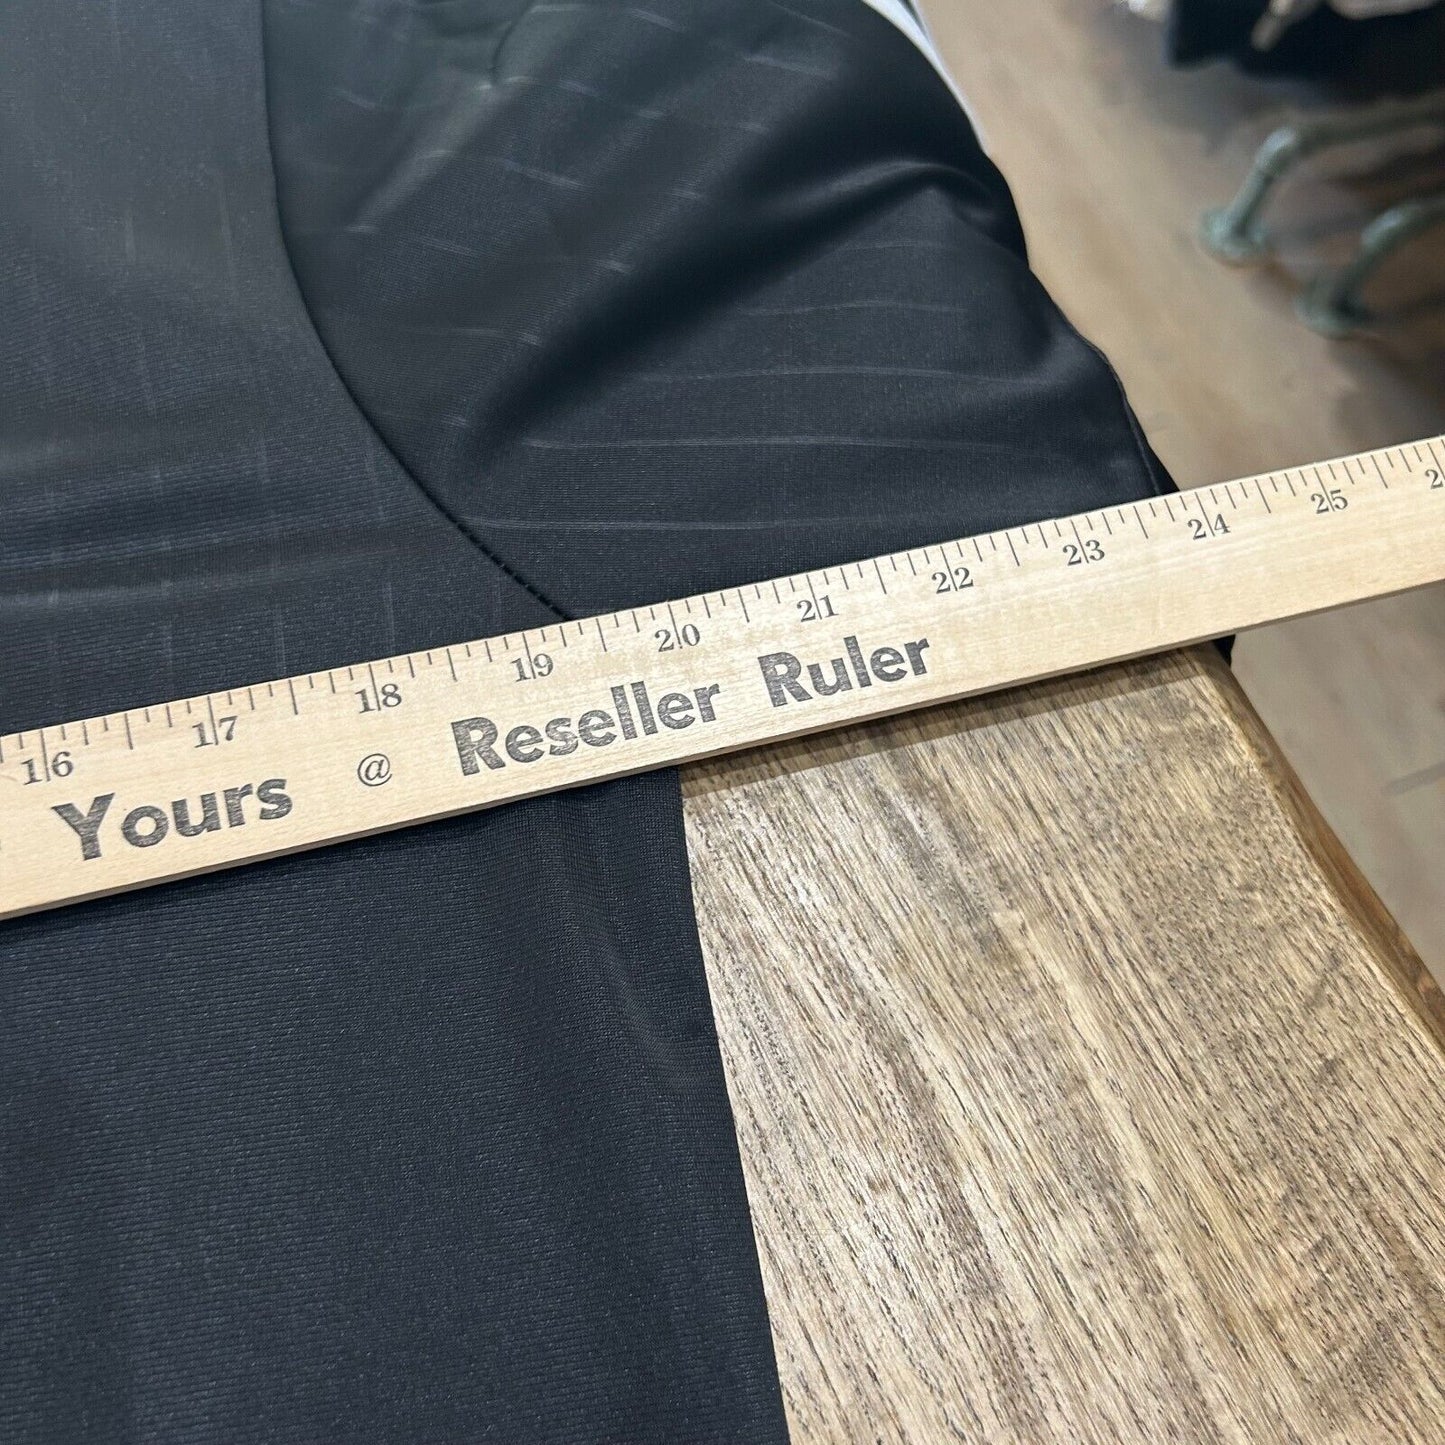 16 17 18 19 20 21 22 23 24 25
Yours @ Reseller Ruler